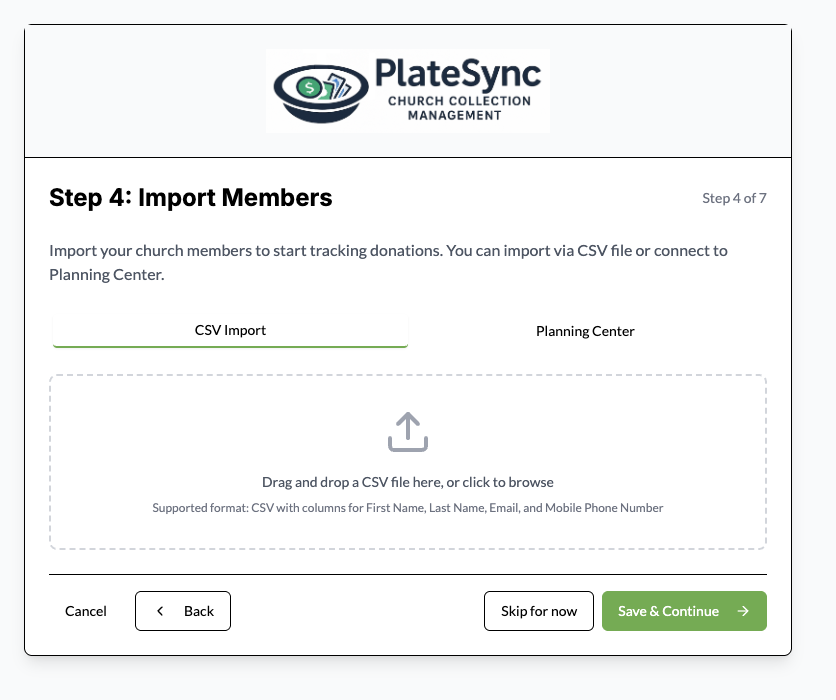 $
PlateSync
CHURCH COLLECTION
MANAGEMENT
Step 4: Import Members
Step 4 of 7
Import your church members to start tracking donations. You can import via CSV file or connect to
Planning Center.
CSV Import
Planning Center
Drag and drop a CSV file here, or click to browse
Supported format: CSV with columns for First Name, Last Name, Email, and Mobile Phone Number
Cancel
Back
Skip for now
Save & Continue